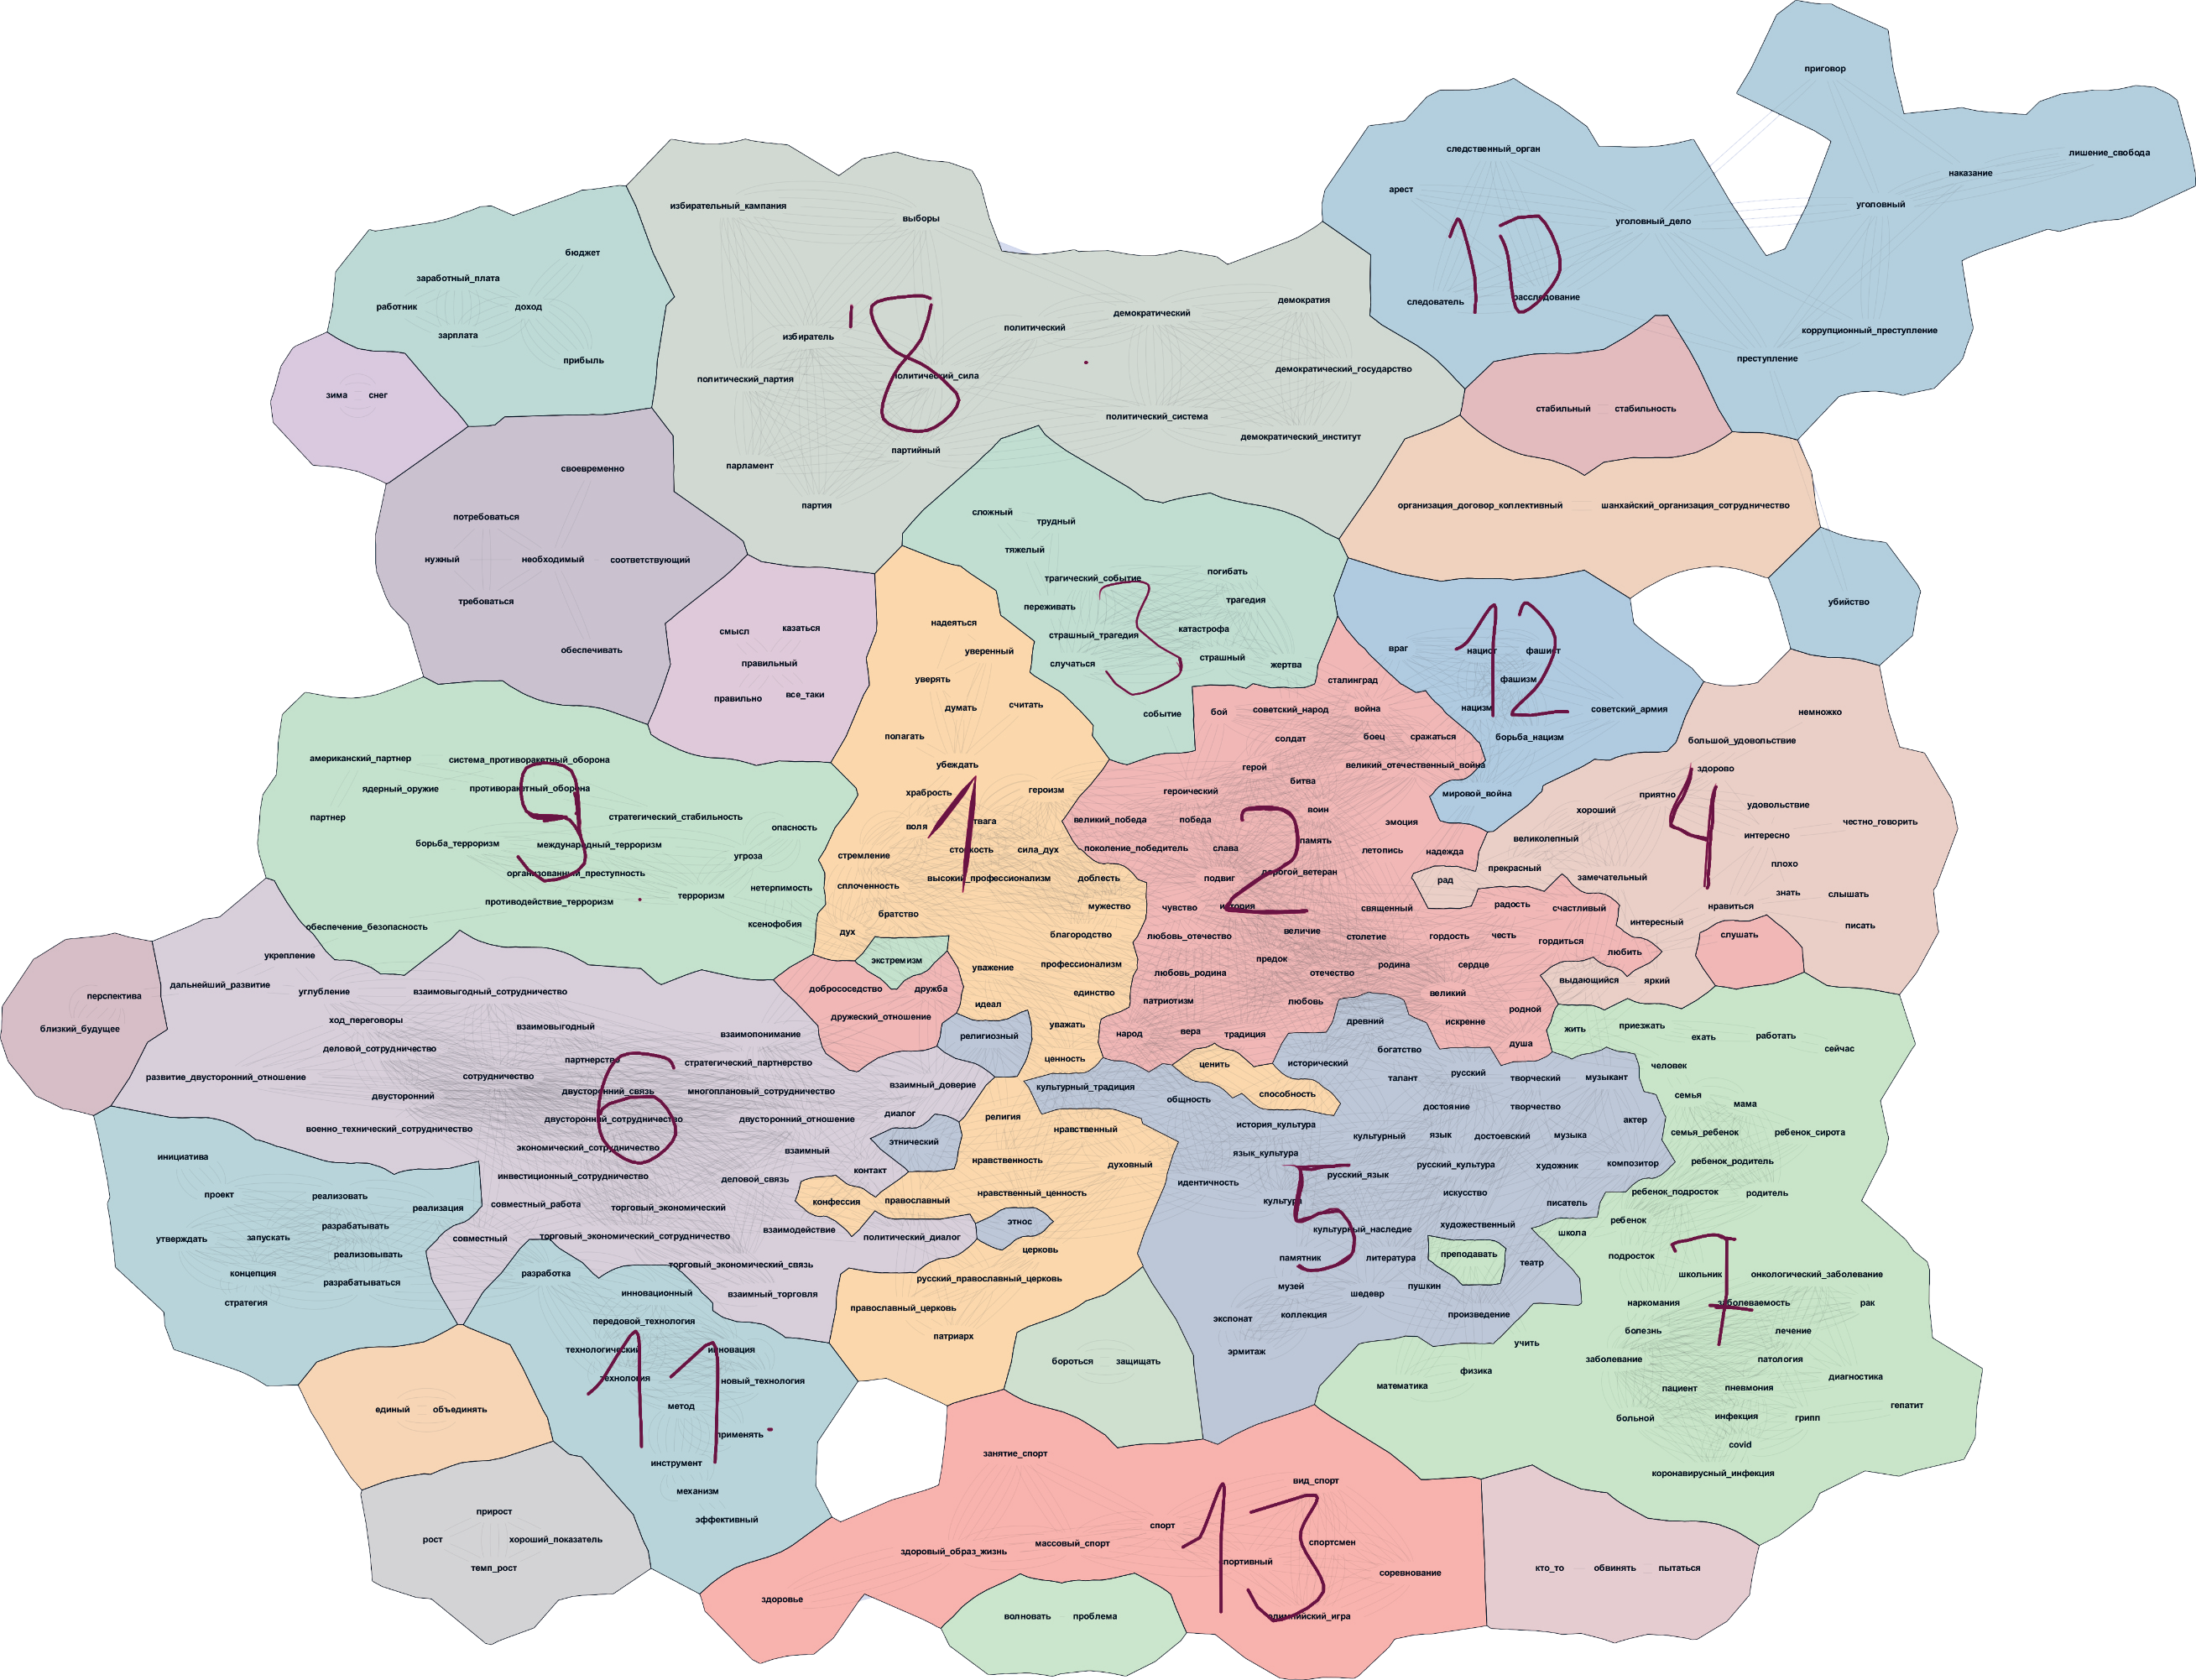 приговор
следственный_орган
лишение_свобода
наказание
арест
уголовный
избирательный_кампания
выборы
уголовный_дело
10
бюджет
заработный_плата
работник
доход
зарплата
прибыль
демократия
демократический
политический
избиратель
18
следователь
расследование
коррупционный_преступление
преступление
политический_партия
политический_сила
демократический_государство
зима снег
стабильный стабильность
политический_система
демократический_институт
партийный
парламент
партия
своевременно
потребоваться
нужный необходимый соответствующий
требоваться
обеспечивать
сложный
трудный
тяжелый
организация_договор_коллективный шанхайский_организация_сотрудничество
трагический_событие
погибать
переживать
трагедия
страшный_трагедия
катастрофа
случаться
страшный
жертва
событие
3
убийство
смысл
казаться
правильный
правильно
все_таки
надеяться
уверенный
уверять
думать
считать
полагать
убеждать
храбрость
героизм
воля
отвага
стойкость
сила_дух
стремление
высокий_профессионализм
доблесть
сплоченность
мужество
братство
дух
благородство
уважение
профессионализм
идеал
единство
уважать
ценность
1
враг
нацист
фашист
фашизм
нацизм
советский_армия
борьба_нацизм
мировой_война
12
сталинград
бой
советский_народ
война
солдат
боец
сражаться
герой
великий_отечественный_война
битва
героический
воин
великий_победа
победа
эмоция
поколение_победитель
слава
память
летопись
надежда
подвиг
дорогой_ветеран
рад
чувство
история
священный
радость
счастливый
любовь_отечество
величие
столетие
гордость
честь
гордиться
любить
предок
любовь_родина
отечество
родина
сердце
патриотизм
любовь
великий
родной
народ
вера
традиция
искренне
душа
2
немножко
большой_удовольствие
здорово
приятно
хороший
удовольствие
великолепный
интересно
честно_говорить
прекрасный
плохо
замечательный
знать
слышать
нравиться
интересный
писать
слушать
выдающийся
яркий
4
американский_партнер
система_противоракетный_оборона
ядерный_оружие
противоракетный_оборона
партнер
стратегический_стабильность
опасность
борьба_терроризм
международный_терроризм
угроза
организованный_преступность
нетерпимость
противодействие_терроризм
терроризм
ксенофобия
обеспечение_безопасность
9
экстремизм
добрососедство
дружба
дружеский_отношение
религиозный
перспектива
близкий_будущее
укрепление
дальнейший_развитие
углубление
взаимовыгодный_сотрудничество
ход_переговоры
взаимовыгодный
взаимопонимание
деловой_сотрудничество
партнерство
стратегический_партнерство
развитие_двусторонний_отношение
сотрудничество
взаимный_доверие
двусторонний
двусторонний_связь
многоплановый_сотрудничество
двусторонний_сотрудничество
двусторонний_отношение
диалог
военно_технический_сотрудничество
этнический
экономический_сотрудничество
взаимный
контакт
инвестиционный_сотрудничество
деловой_связь
совместный_работа
торговый_экономический
взаимодействие
совместный
торговый_экономический_сотрудничество
политический_диалог
торговый_экономический_связь
взаимный_торговля
6
инициатива
проект
реализовать
реализация
разрабатывать
утверждать
запускать
реализовывать
концепция
разрабатываться
стратегия
религия
нравственный
нравственность
духовный
нравственный_ценность
конфессия
православный
этнос
церковь
русский_православный_церковь
православный_церковь
патриарх
ценить
способность
древний
исторический
богатство
культурный_традиция
талант
русский
творческий
музыкант
общность
достояние
творчество
актер
история_культура
культурный
язык
достоевский
музыка
язык_культура
русский_культура
художник
композитор
идентичность
русский_язык
культура
искусство
писатель
культурный_наследие
художественный
памятник
литература
преподавать
театр
музей
пушкин
шедевр
экспонат
коллекция
произведение
эрмитаж
5
жить
приезжать
ехать
работать
сейчас
человек
семья
мама
семья_ребенок
ребенок_сирота
ребенок_родитель
ребенок_подросток
родитель
ребенок
школа
подросток
школьник
онкологический_заболевание
наркомания
заболеваемость
рак
болезнь
лечение
учить
заболевание
патология
физика
диагностика
математика
пациент
пневмония
гепатит
больной
инфекция
грипп
covid
коронавирусный_инфекция
7
разработка
инновационный
передовой_технология
технологический
инновация
технология
новый_технология
метод
применять
инструмент
механизм
эффективный
11
бороться защищать
единый объединять
прирост
рост
хороший_показатель
темп_рост
занятие_спорт
вид_спорт
спорт
массовый_спорт
спортсмен
здоровый_образ_жизнь
спортивный
соревнование
здоровье
олимпийский_игра
13
волновать проблема
кто_то обвинять пытаться